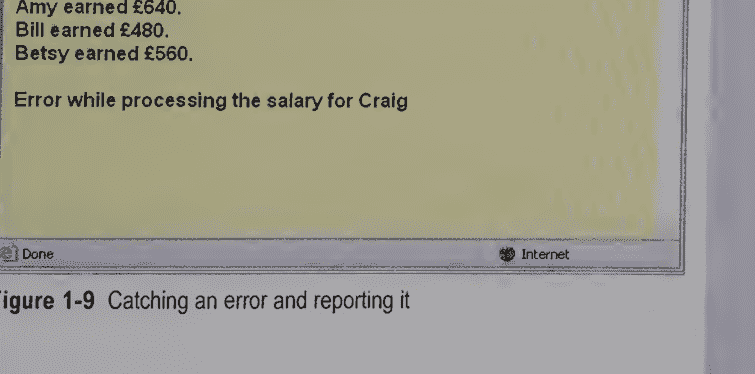 Amy earned £640.
Bill earned £480.
Betsy earned £560.
Error while processing the salary for Craig
Done
Internet
igure 1-9 Catching an error and reporting it